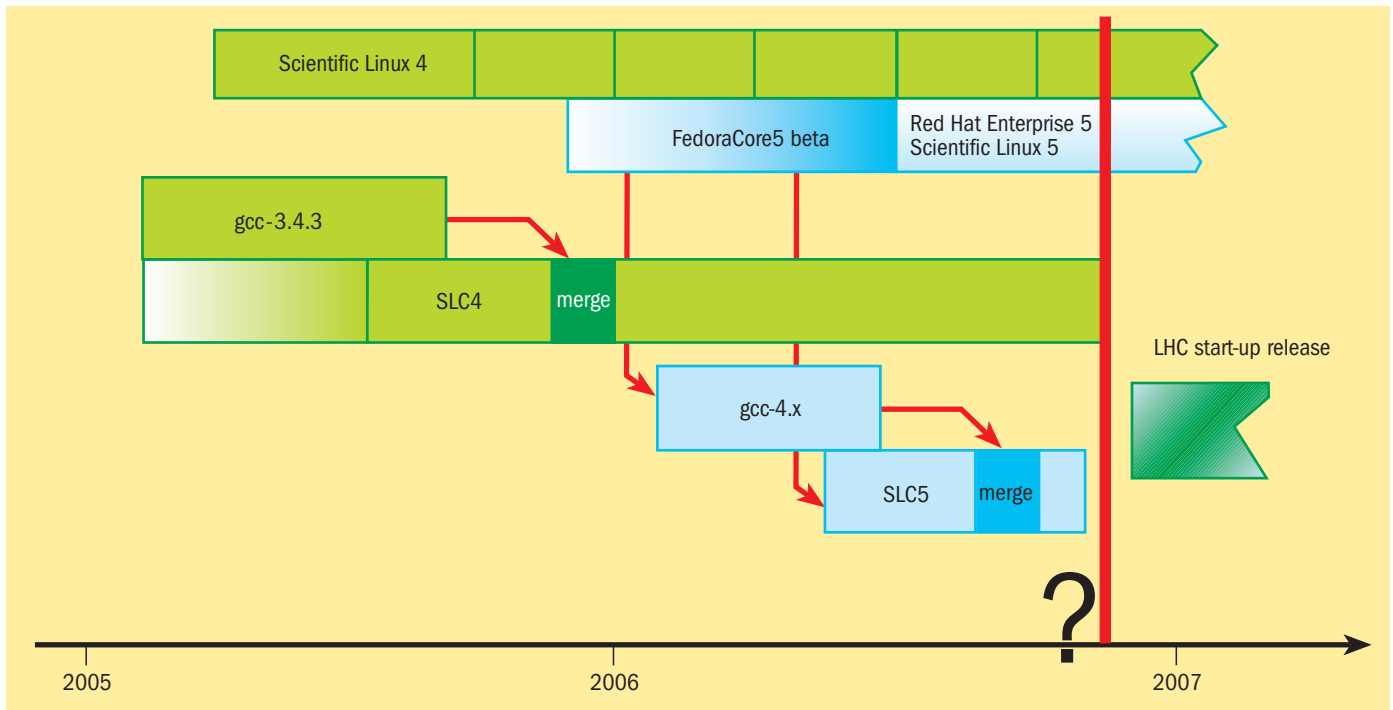 Scientific Linux 4
FedoraCore5 beta
Red Hat Enterprise 5
Scientific Linux 5
gcc-3.4.3
SLC4
merge
LHC start-up release
gcc-4.x
SLC5
merge
?
2005
2006
2007